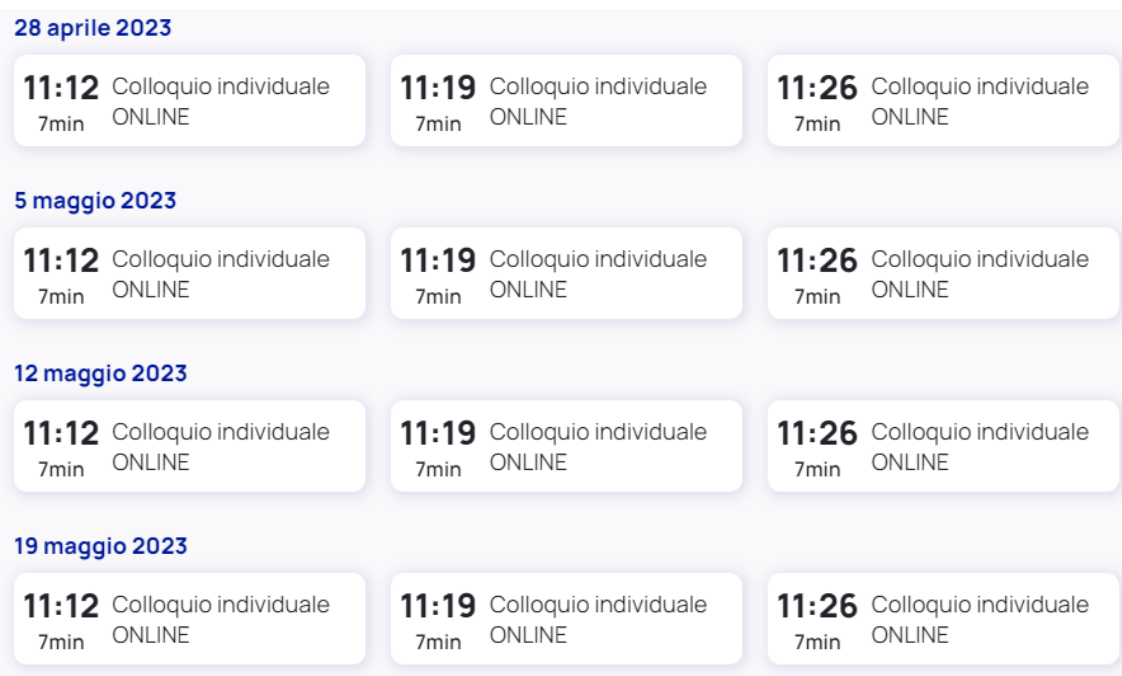 28 aprile 2023
11:12 Colloquio individuale
7min ONLINE
11:19 Colloquio individuale
7min ONLINE
11:26 Colloquio individuale
7min ONLINE
5 maggio 2023
11:12 Colloquio individuale
7min ONLINE
11:19 Colloquio individuale
7min ONLINE
11:26 Colloquio individuale
7min ONLINE
12 maggio 2023
11:12 Colloquio individuale
7min ONLINE
11:19 Colloquio individuale
7min ONLINE
11:26 Colloquio individuale
7min ONLINE
19 maggio 2023
11:12 Colloquio individuale
7min ONLINE
11:19 Colloquio individuale
7min ONLINE
11:26 Colloquio individuale
7min ONLINE